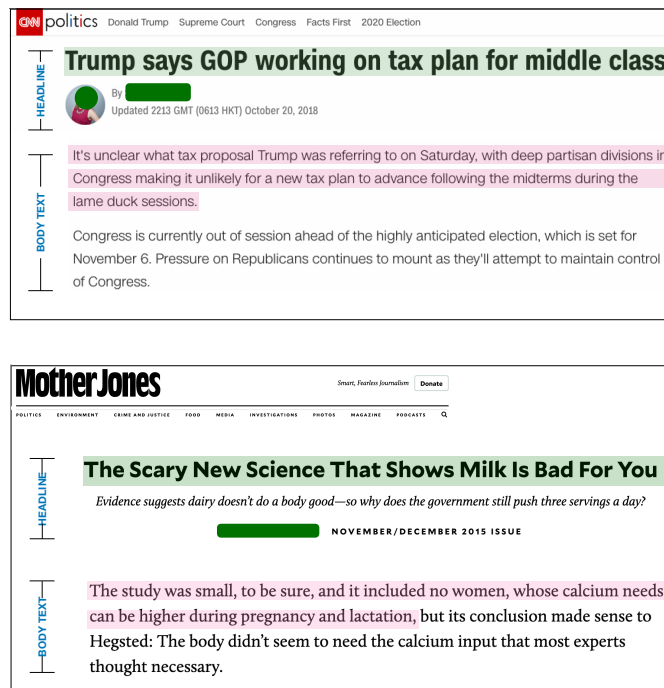 CNN politics Donald Trump Supreme Court Congress Facts First 2020 Election
HEADLINE
Trump says GOP working on tax plan for middle class
By
Updated 2213 GMT (0613 HKT) October 20, 2018
BODY TEXT
It's unclear what tax proposal Trump was referring to on Saturday, with deep partisan divisions in
Congress making it unlikely for a new tax plan to advance following the midterms during the
lame duck sessions.
Congress is currently out of session ahead of the highly anticipated election, which is set for
November 6. Pressure on Republicans continues to mount as they'll attempt to maintain control
of Congress.
Mother Jones
Smart, Fearless Journalism Donate
POLITICS ENVIRONMENT CRIME AND JUSTICE FOOD MEDIA INVESTIGATIONS PHOTOS MAGAZINE PODCASTS
HEADLINE
The Scary New Science That Shows Milk Is Bad For You
Evidence suggests dairy doesn't do a body good—so why does the government still push three servings a day?
NOVEMBER/DECEMBER 2015 ISSUE
BODY TEXT
The study was small, to be sure, and it included no women, whose calcium needs
can be higher during pregnancy and lactation, but its conclusion made sense to
Hegsted: The body didn't seem to need the calcium input that most experts
thought necessary.